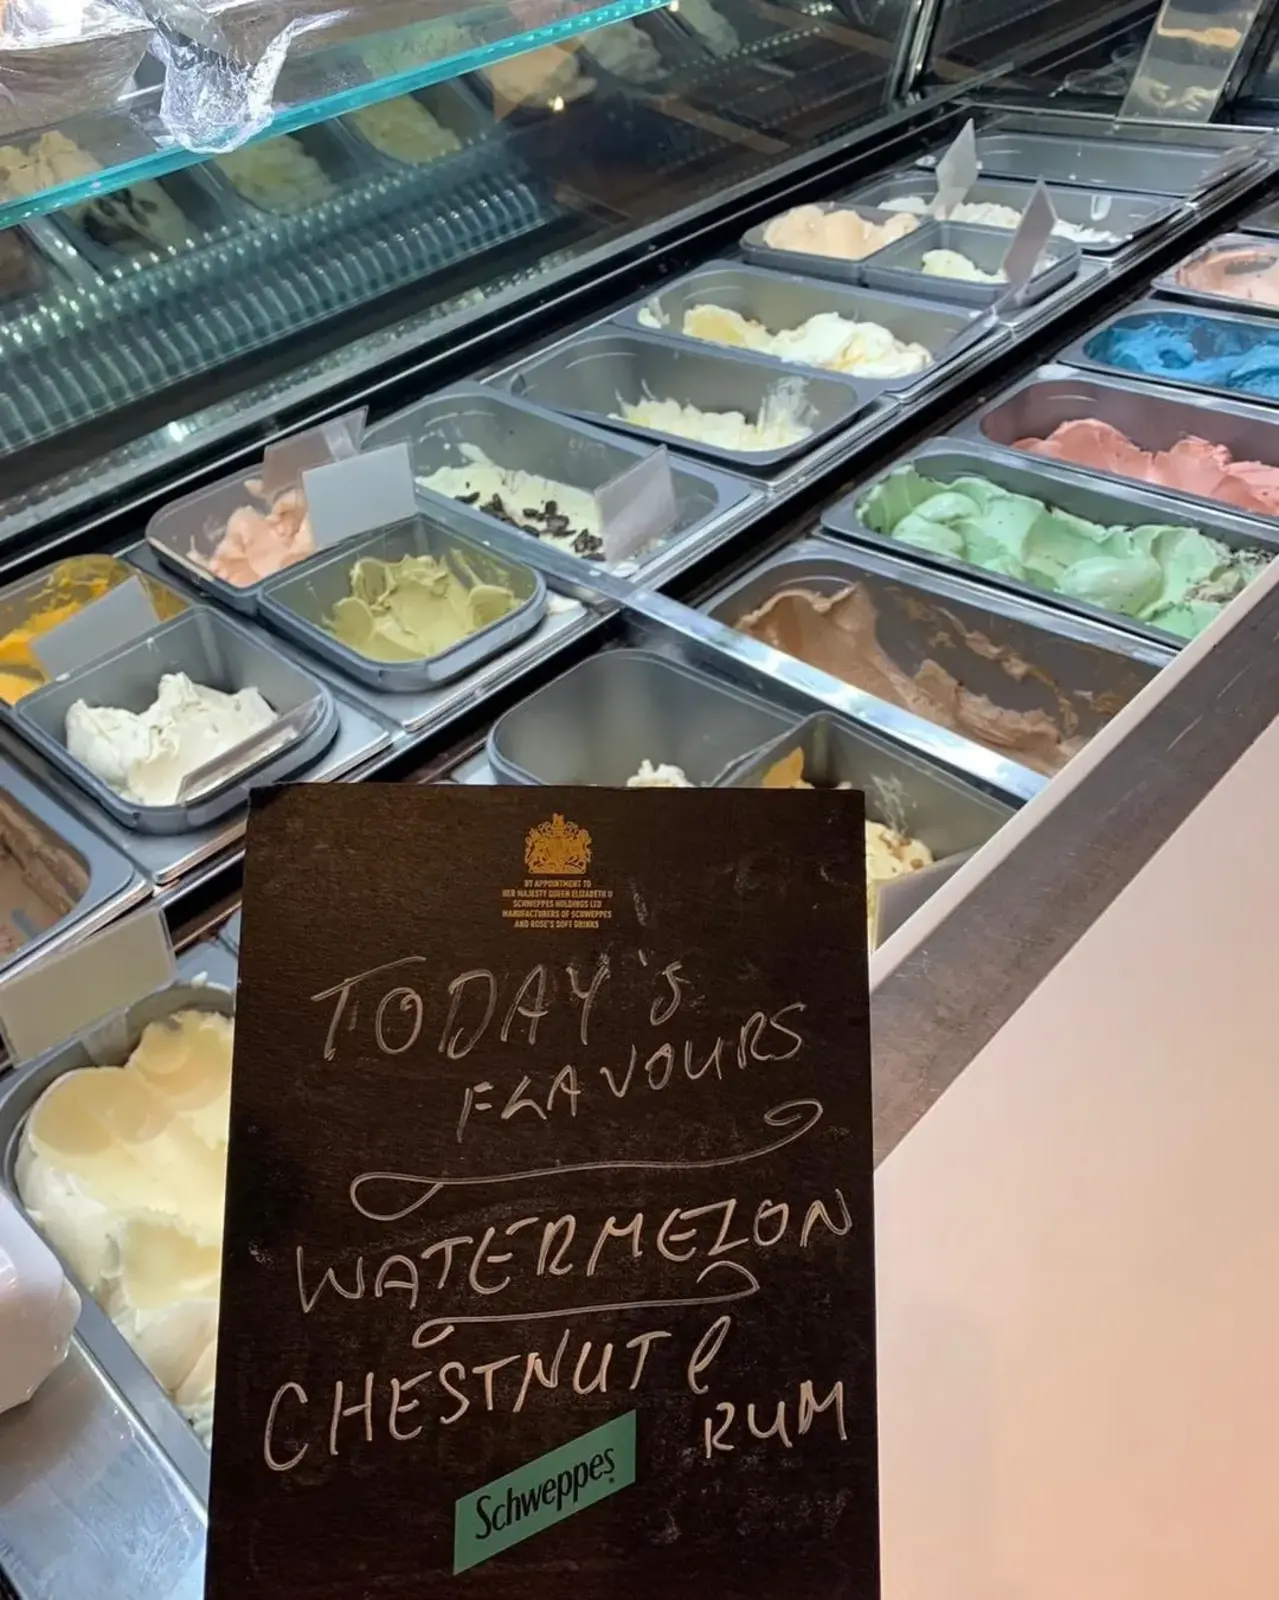 BY APPOINTMENT TO
HER MAJESTY QUEEN ELIZABETH II
SCHWEPPES HOLDINGS LTD
MANUFACTURERS OF SCHWEPPES
AND ROSE'S SOFT DRINKS
TODAY's
FLAVOURS
WATERMELON
CHESTNUT &
RUM
Schweppes